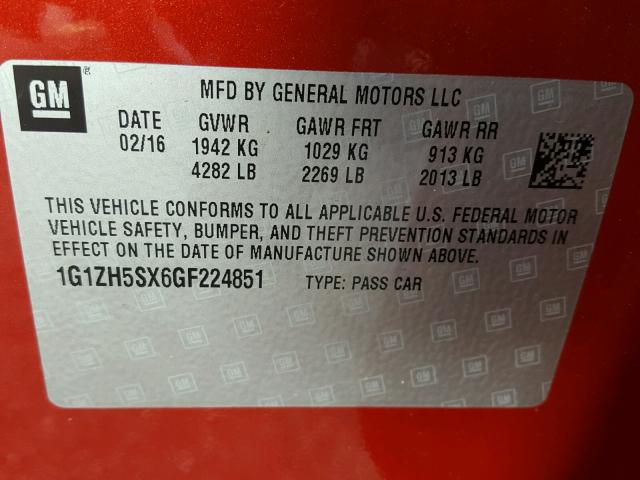 GM
MFD BY GENERAL MOTORS LLC
DATE GVWR GAWR FRT GAWR RR
02/16 1942 KG 1029 KG 913 KG
4282 LB 2269 LB 2013 LB
THIS VEHICLE CONFORMS TO ALL APPLICABLE U.S. FEDERAL MOTOR
VEHICLE SAFETY, BUMPER, AND THEFT PREVENTION STANDARDS IN
EFFECT ON THE DATE OF MANUFACTURE SHOWN ABOVE.
1G1ZH5SX6GF224851 TYPE: PASS CAR